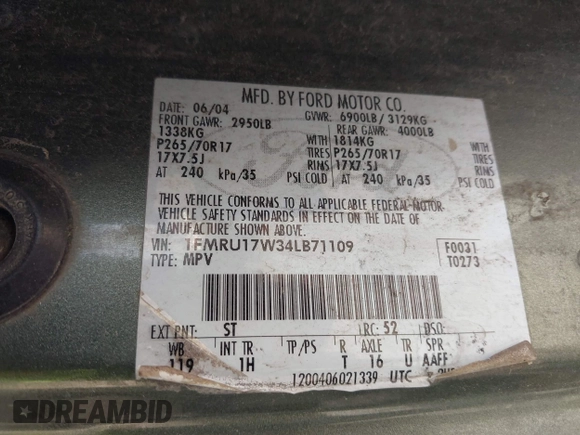 MFD. BY FORD MOTOR CO.
DATE: 06/04 GVWR: 6900LB/3129KG
FRONT GAWR: 2950LB REAR GAWR: 4000LB
1338KG WITH 1814KG WITH
P265/70R17 TIRES P265/70R17 TIRES
17X7.5J RIMS 17X7.5J RIMS
AT 240 kPa/35 PSI COLD AT 240 kPa/35 PSI COLD
THIS VEHICLE CONFORMS TO ALL APPLICABLE FEDERAL MOTOR
VEHICLE SAFETY STANDARDS IN EFFECT ON THE DATE OF
MANUFACTURE SHOWN ABOVE.
VIN: 1FMRU17W34LB71109 F0031
TYPE: MPV T0273
EXT PNT: ST RC: 52 DSO:
WB INT TR TP/PS R AXLE TR SPR
119 1H T 16 U AAFF
1200406021339 UTC
DREAMBID